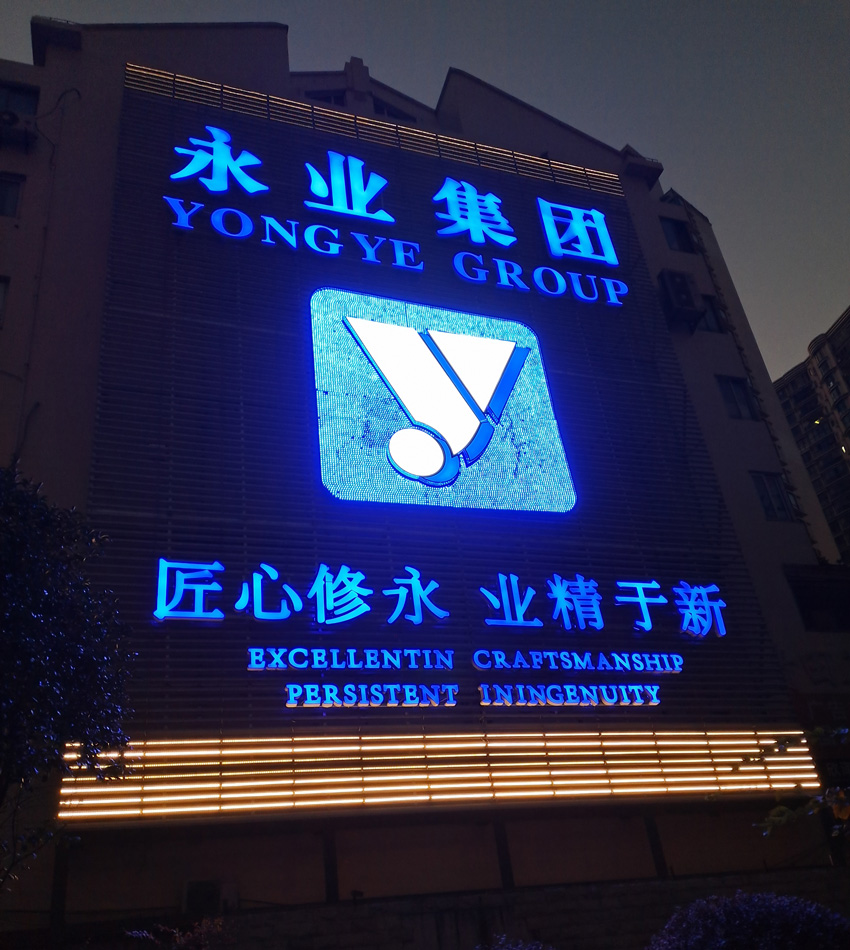 永业集团
YONGYE GROUP
匠心修永 业精于新
EXCELLENTIN CRAFTSMANSHIP
PERSISTENT ININGENUITY